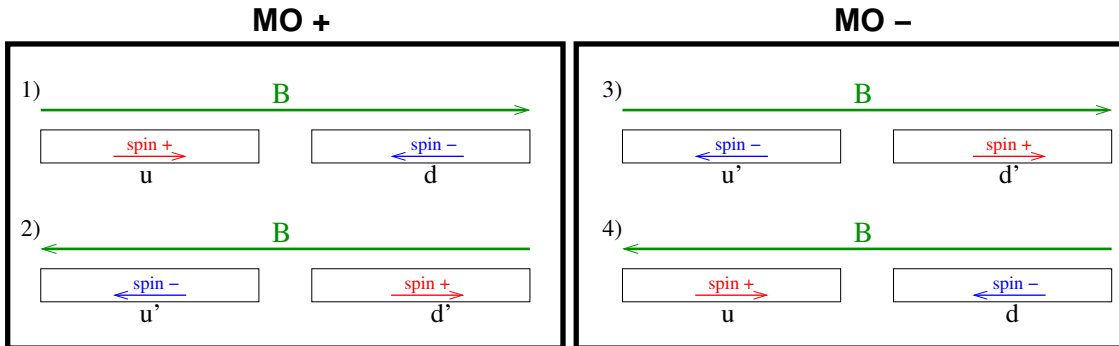 MO +
MO −
1)
B
spin +
spin −
u
d
2)
B
spin −
spin +
u'
d'
3)
B
spin −
spin +
u'
d'
4)
B
spin +
spin −
u
d